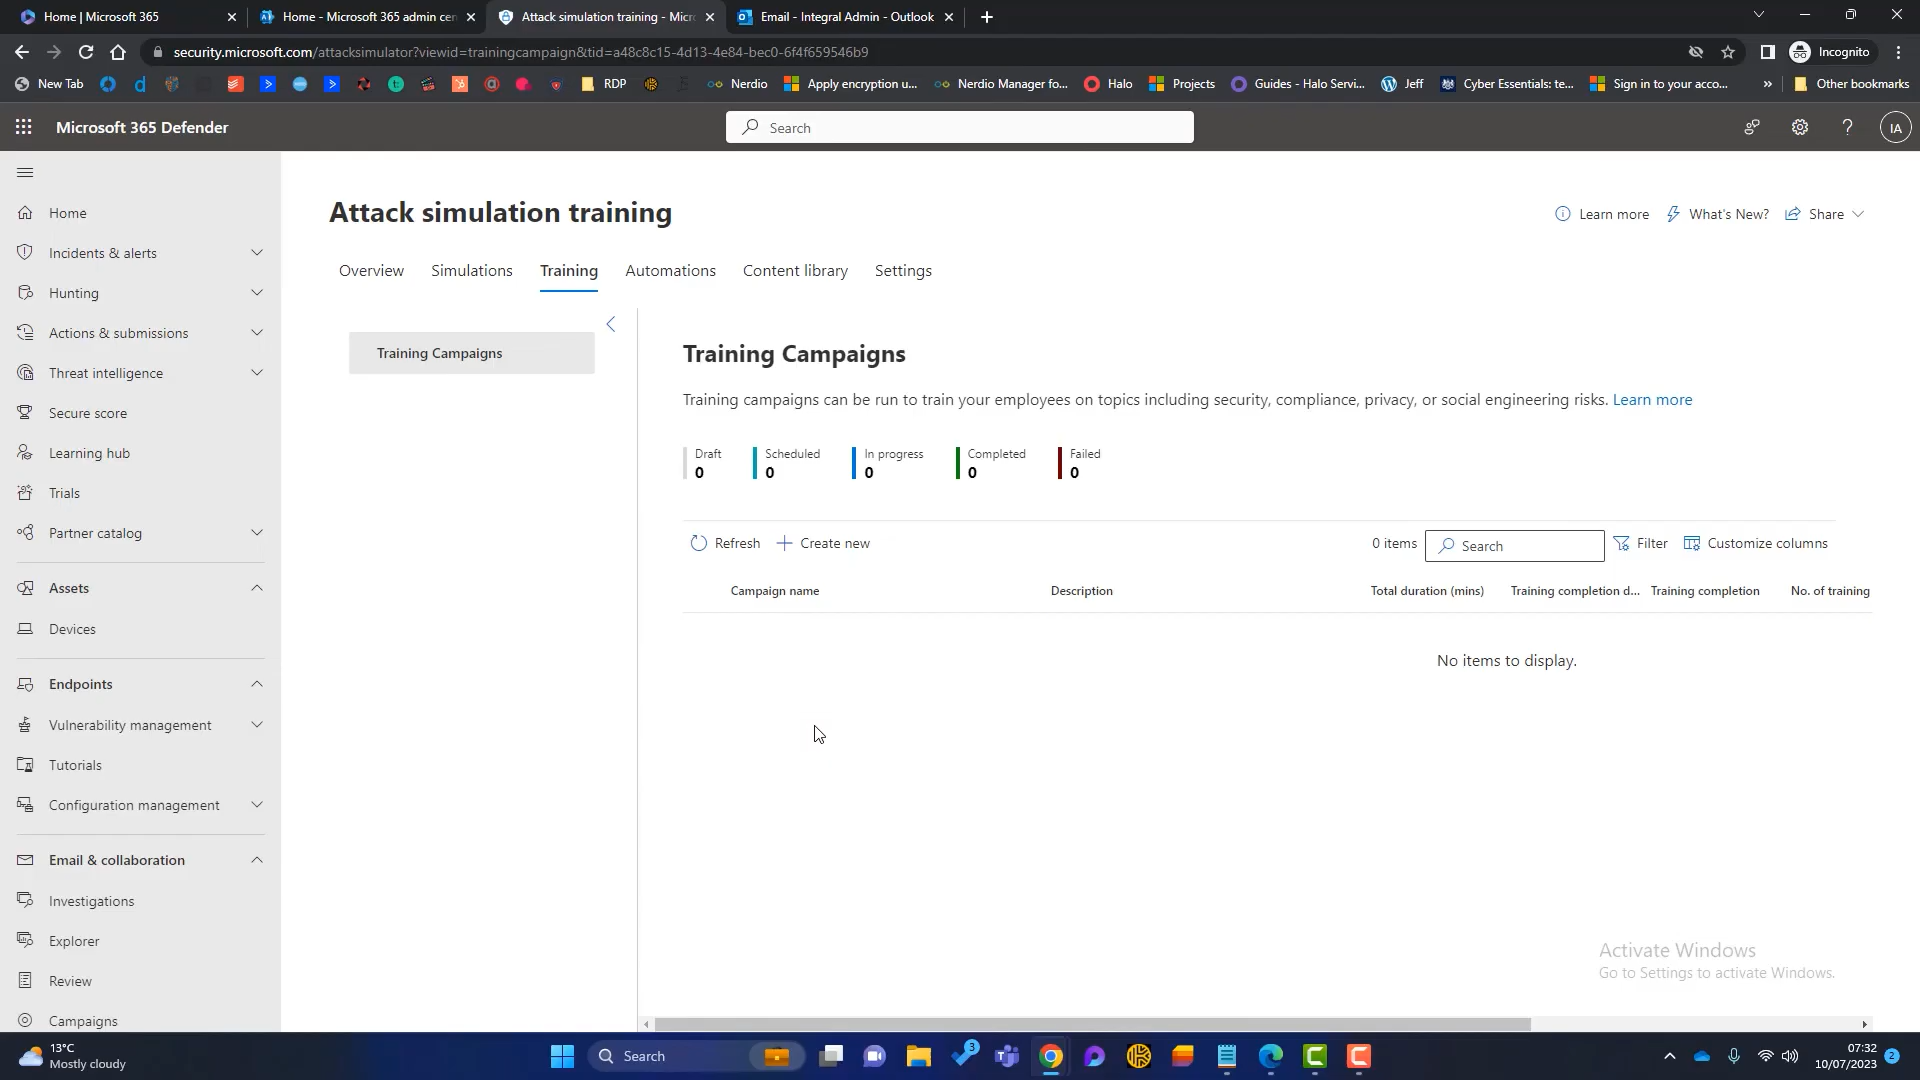 Home | Microsoft 365
Home - Microsoft 365 admin cen
Attack simulation training - Micr
Email - Integral Admin - Outlook
security.microsoft.com/attacksimulator?viewid=trainingcampaign&tid=a48c8c15-4d13-4e84-bec0-6f4f659546b9
Incognito
New Tab
RDP
Nerdio
Apply encryption u...
Nerdio Manager fo...
Halo
Projects
Guides - Halo Servi...
Jeff
Cyber Essentials: te...
Sign in to your acco...
»
Other bookmarks
Microsoft 365 Defender
Search
IA
Home
Incidents & alerts
Hunting
Actions & submissions
Threat intelligence
Secure score
Learning hub
Trials
Partner catalog
Assets
Devices
Endpoints
Vulnerability management
Tutorials
Configuration management
Email & collaboration
Investigations
Explorer
Review
Campaigns
Attack simulation training
Learn more
What's New?
Share
Overview
Simulations
Training
Automations
Content library
Settings
Training Campaigns
Training Campaigns
Training campaigns can be run to train your employees on topics including security, compliance, privacy, or social engineering risks. Learn more
Draft
0
Scheduled
0
In progress
0
Completed
0
Failed
0
Refresh
Create new
0 items
Search
Filter
Customize columns
Campaign name
Description
Total duration (mins)
Training completion d...
Training completion
No. of training
No items to display.
Activate Windows
Go to Settings to activate Windows.
13°C
Mostly cloudy
Search
3
07:32
10/07/2023
2